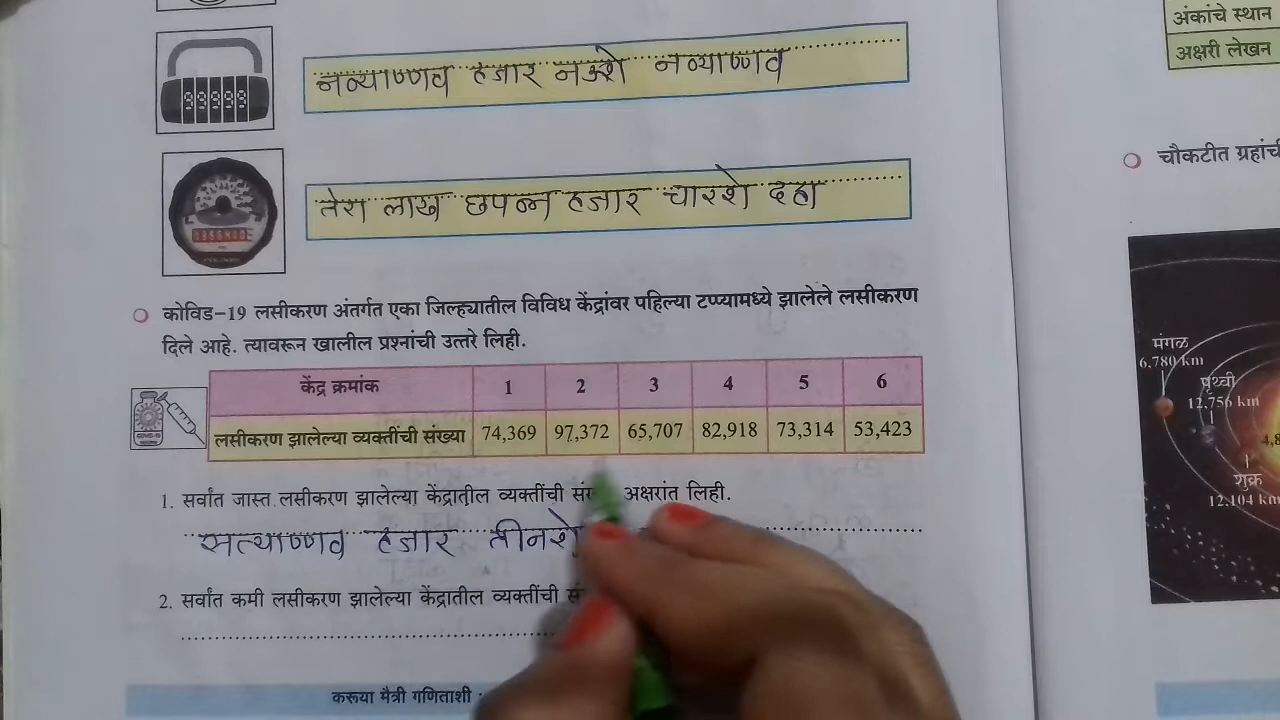 99999
नव्याण्णव हजार नऊशे नव्याण्णव
तेरा लाख छपन्न हजार चारशे दहा
कोविड-19 लसीकरण अंतर्गत एका जिल्ह्यातील विविध केंद्रांवर पहिल्या टप्प्यामध्ये झालेले लसीकरण
दिले आहे. त्यावरून खालील प्रश्नांची उत्तरे लिही.
केंद्र क्रमांक 1 2 3 4 5 6
लसीकरण झालेल्या व्यक्तींची संख्या 74,369 97,372 65,707 82,918 73,314 53,423
1. सर्वांत जास्त लसीकरण झालेल्या केंद्रातील व्यक्तींची अक्षरांत लिही.
सत्याण्णव हजार तीनशे
2. सर्वांत कमी लसीकरण झालेल्या केंद्रातील व्यक्तींची
करूया मैत्री गणिताशी
अंकांचे स्थान
अक्षरी लेखन
चौकटीत ग्रहांची
मंगळ
6,780 km
पृथ्वी
12,756 km
शुक्र
12,104 km